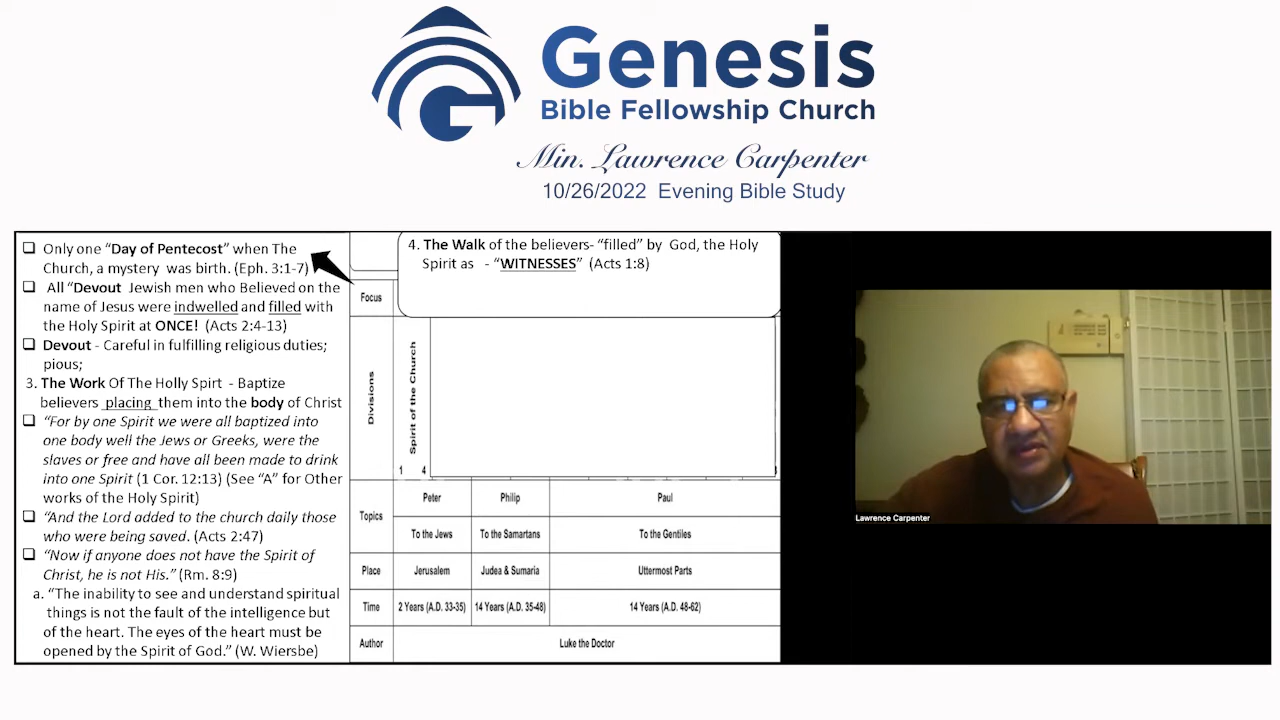 Genesis
Bible Fellowship Church
Min. Lawrence Carpenter
10/26/2022 Evening Bible Study
❑ Only one “Day of Pentecost” when The
Church, a mystery was birth. (Eph. 3:1-7)
❑ All “Devout Jewish men who Believed on the
name of Jesus were indwelled and filled with
the Holy Spirit at ONCE! (Acts 2:4-13)
❑ Devout - Careful in fulfilling religious duties;
pious;
3. The Work Of The Holly Spirt - Baptize
believers placing them into the body of Christ
❑ “For by one Spirit we were all baptized into
one body well the Jews or Greeks, were the
slaves or free and have all been made to drink
into one Spirit (1 Cor. 12:13) (See “A” for Other
works of the Holy Spirit)
❑ “And the Lord added to the church daily those
who were being saved. (Acts 2:47)
❑ “Now if anyone does not have the Spirit of
Christ, he is not His.” (Rm. 8:9)
a. “The inability to see and understand spiritual
things is not the fault of the intelligence but
of the heart. The eyes of the heart must be
opened by the Spirit of God.” (W. Wiersbe)
4. The Walk of the believers- “filled” by God, the Holy
Spirit as - “WITNESSES” (Acts 1:8)
Focus
Divisions
Spirit of the Church
1 4
Topics
Peter Philip Paul
To the Jews To the Samartans To the Gentiles
Place Jerusalem Judea & Sumaria Uttermost Parts
Time 2 Years (A.D. 33-35) 14 Years (A.D. 35-48) 14 Years (A.D. 48-62)
Author Luke the Doctor
Lawrence Carpenter